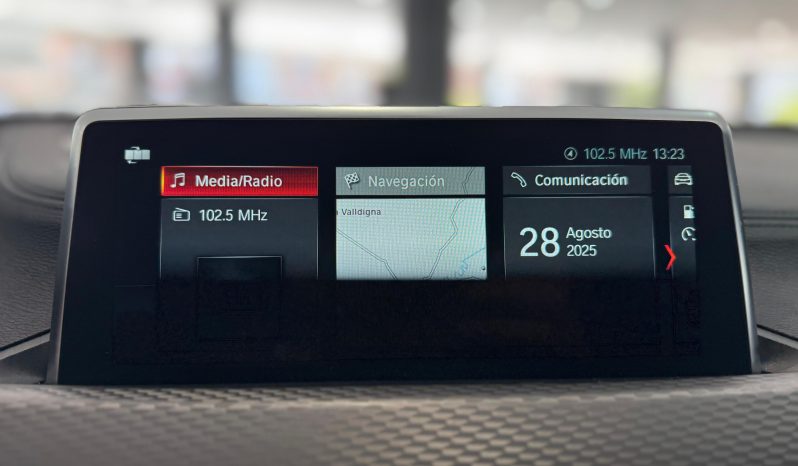 102.5 MHz 13:23
Media/Radio
Navegación
Comunicación
102.5 MHz
Valldigna
28
Agosto
2025